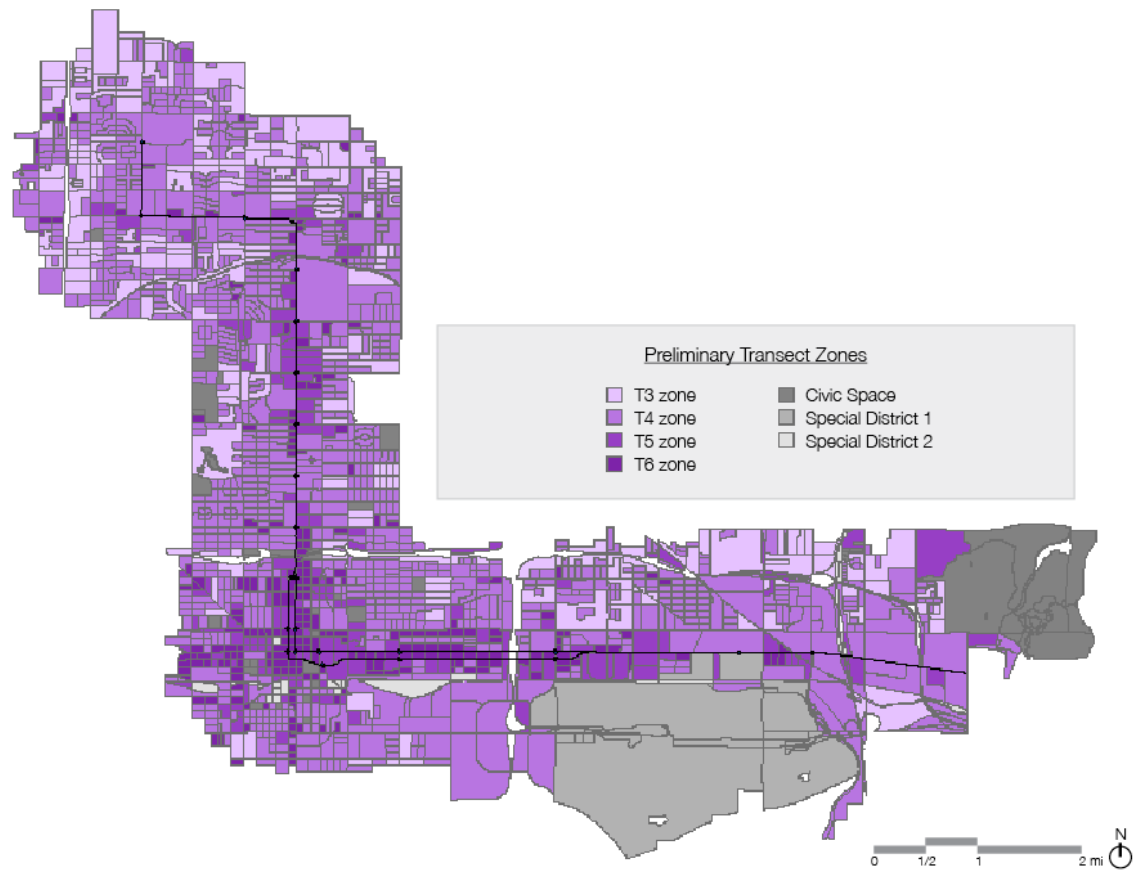 Preliminary Transect Zones
T3 zone
T4 zone
T5 zone
T6 zone
Civic Space
Special District 1
Special District 2
N
0 1/2 1 2 mi